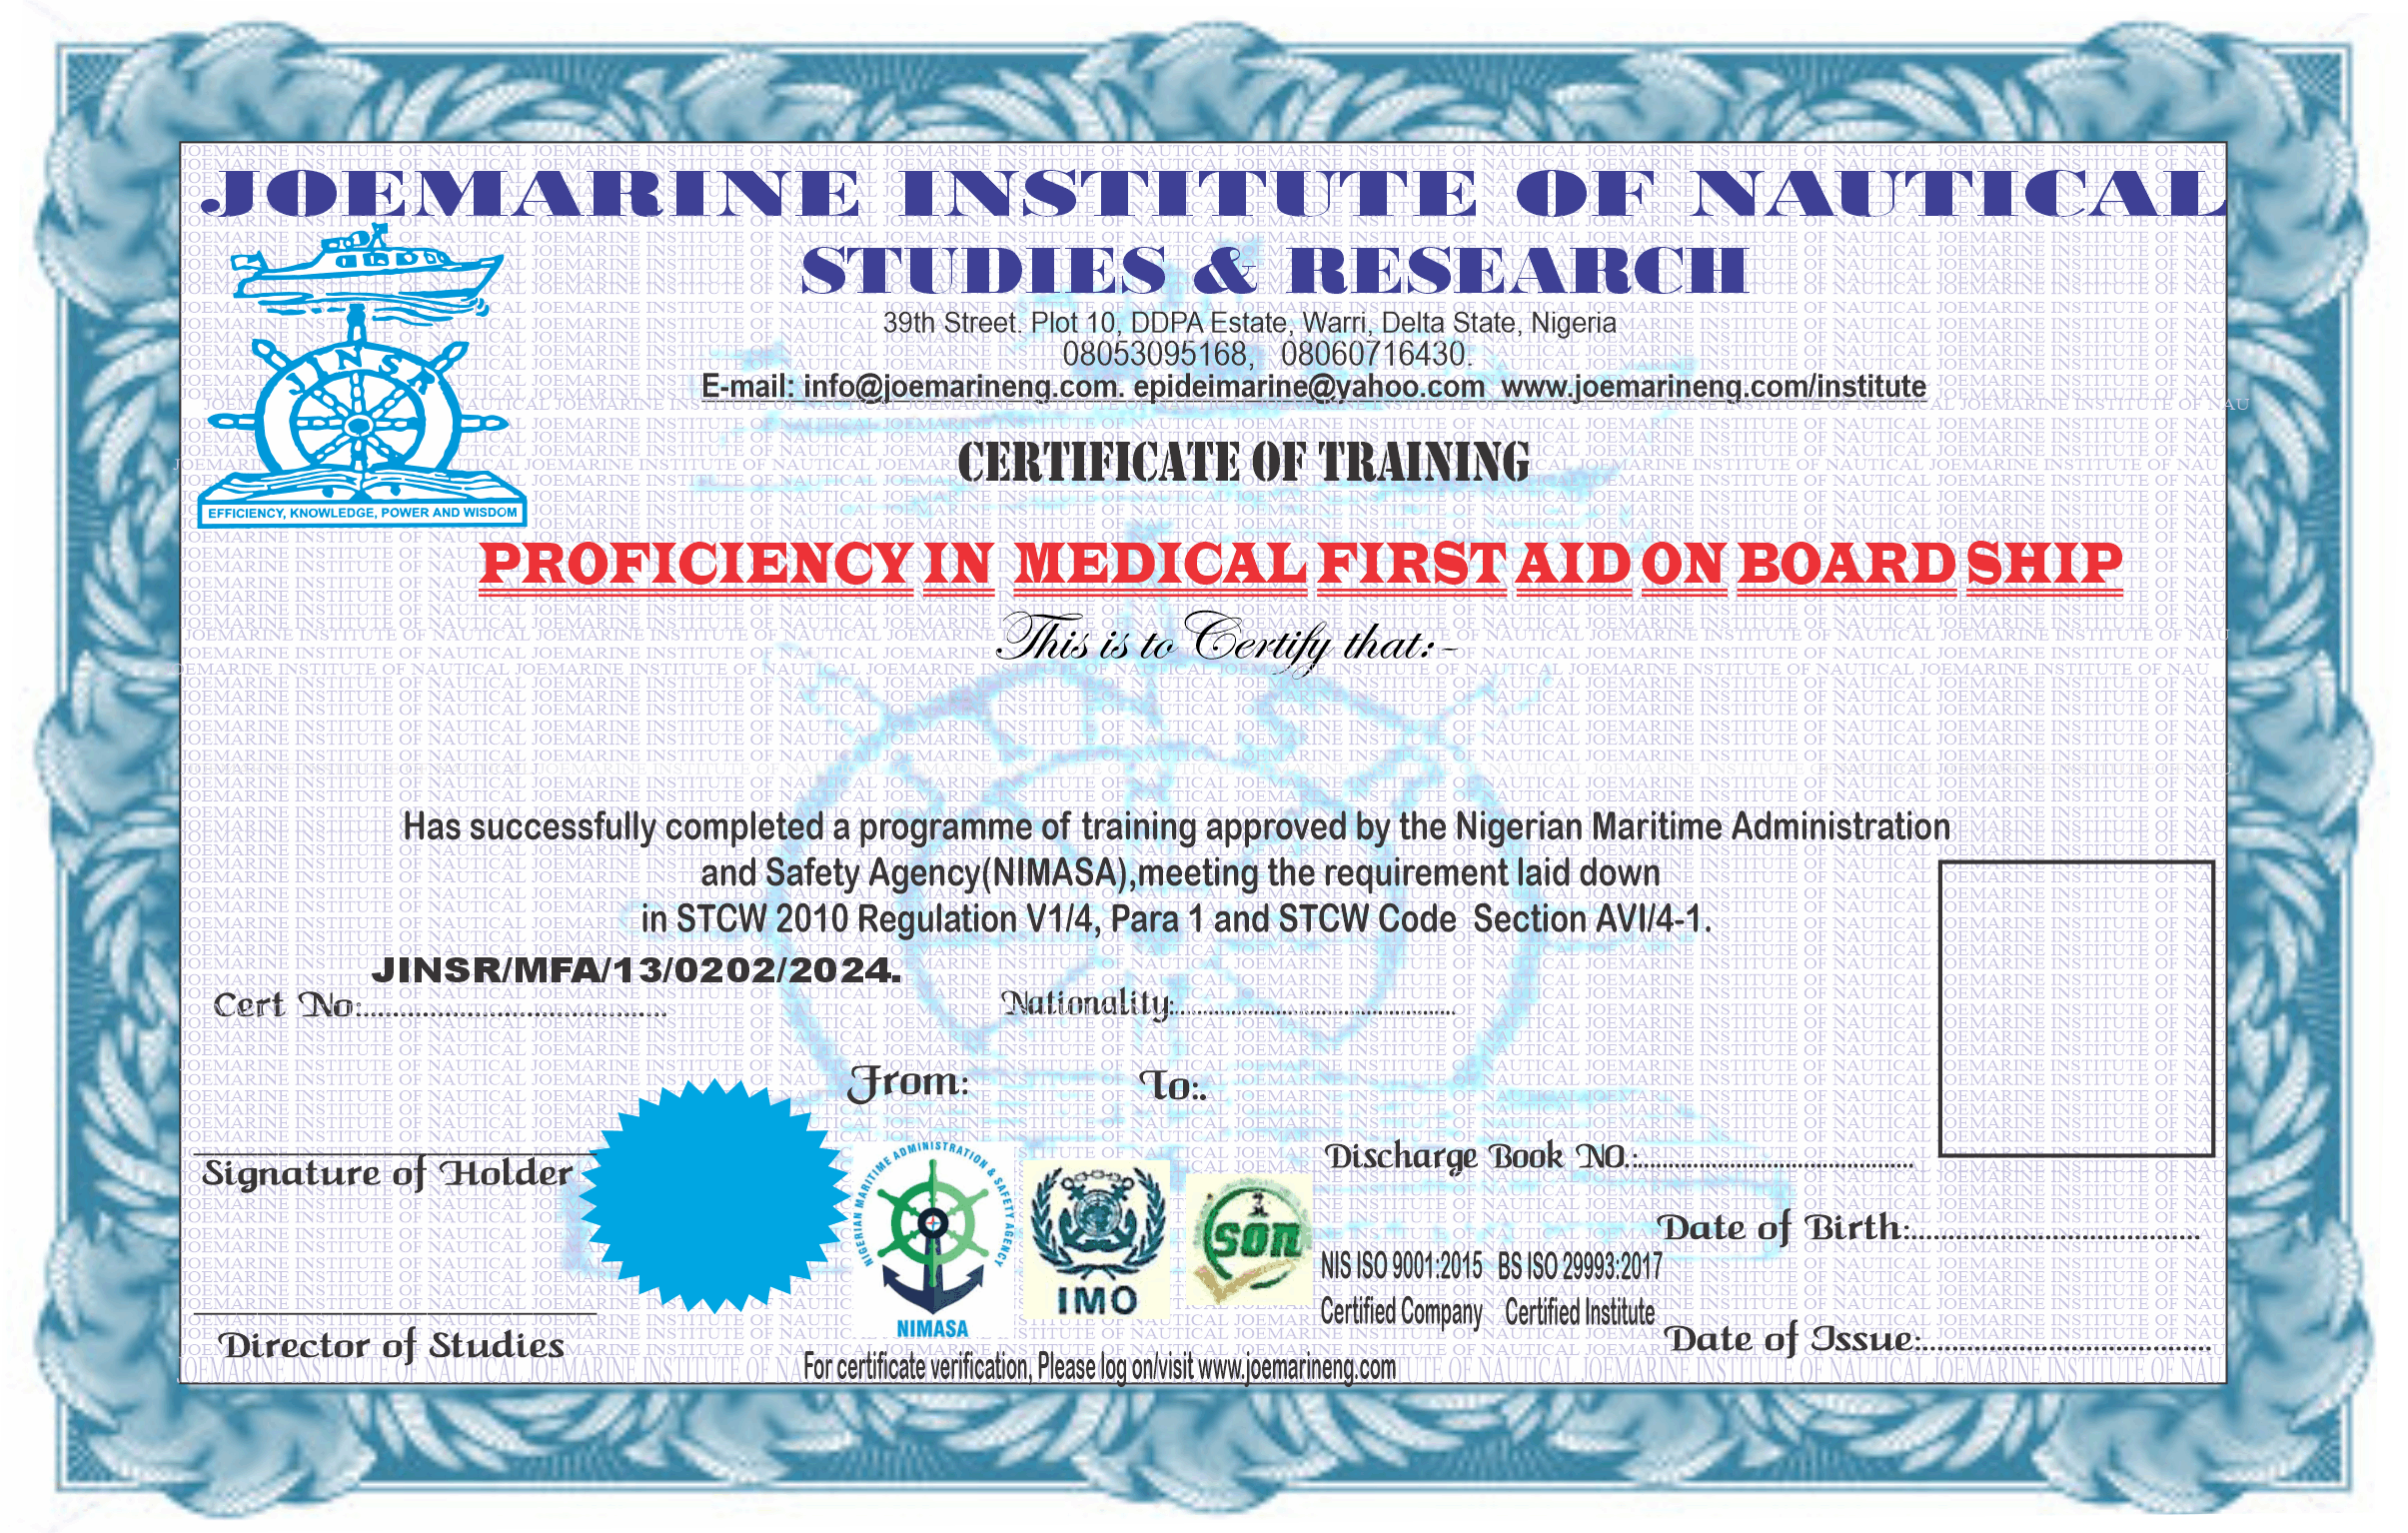 JOEMARINE INSTITUTE OF NAUTICAL
STUDIES & RESEARCH
39th Street. Plot 10, DDPA Estate, Warri, Delta State, Nigeria
08053095168, 08060716430.
E-mail: info@joemarineng.com. epideimarine@yahoo.com www.joemarineng.com/institute
JINSR
EFFICIENCY, KNOWLEDGE, POWER AND WISDOM
CERTIFICATE OF TRAINING
PROFICIENCY IN MEDICAL FIRST AID ON BOARD SHIP
This is to Certify that:-
Has successfully completed a programme of training approved by the Nigerian Maritime Administration
and Safety Agency(NIMASA),meeting the requirement laid down
in STCW 2010 Regulation V1/4, Para 1 and STCW Code Section AVI/4-1.
JINSR/MFA/13/0202/2024.
Cert No:
Nationality:
From: To:.
Signature of Holder
Discharge Book NO.:
Date of Birth:
NIGERIAN MARITIME ADMINISTRATION & SAFETY AGENCY
NIMASA
IMO
SON
NIS ISO 9001:2015 BS ISO 29993:2017
Certified Company Certified Institute
Director of Studies
Date of Issue:
For certificate verification, Please log on/visit www.joemarineng.com